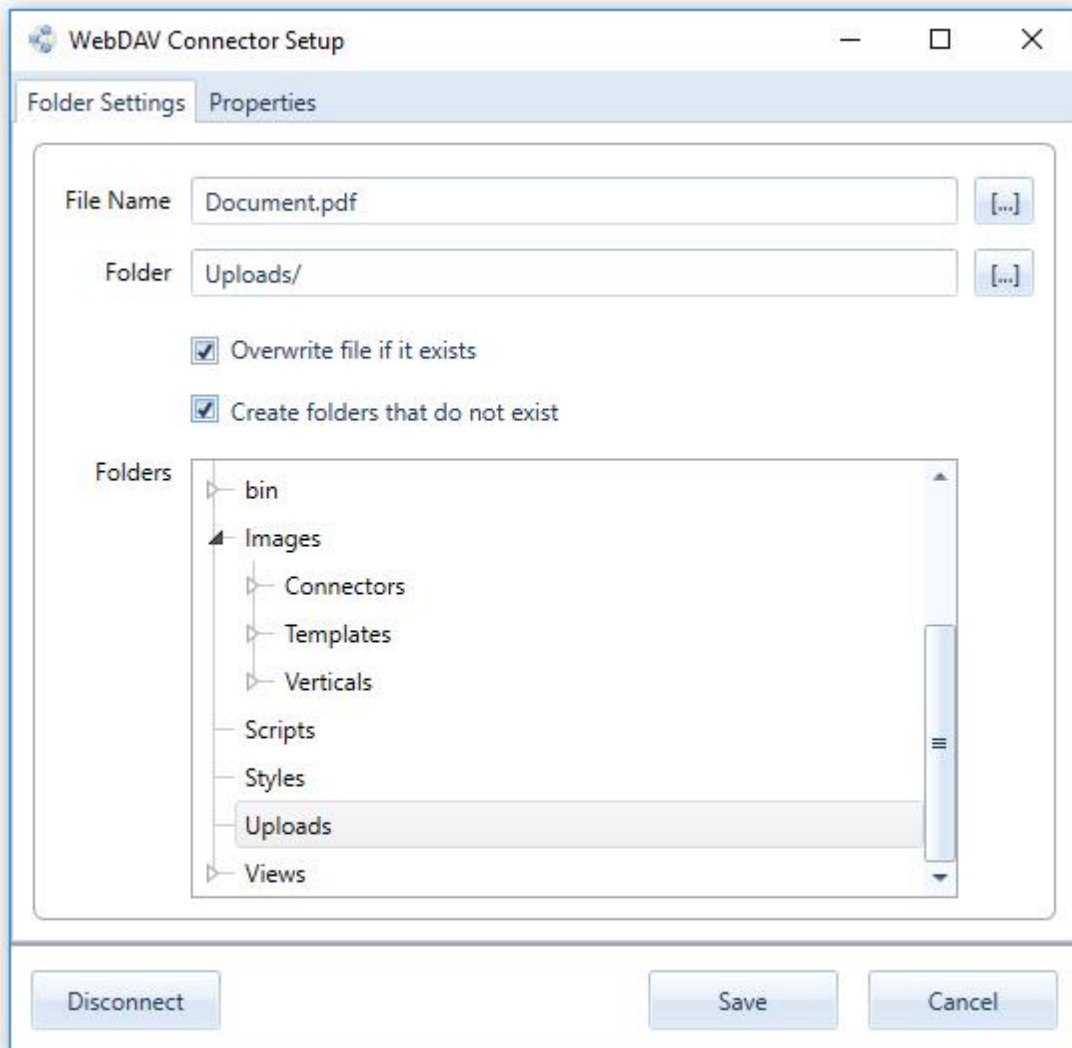 WebDAV Connector Setup
Folder Settings Properties
File Name Document.pdf [...]
Folder Uploads/ [...]
Overwrite file if it exists
Create folders that do not exist
Folders
bin
Images
Connectors
Templates
Verticals
Scripts
Styles
Uploads
Views
Disconnect Save Cancel